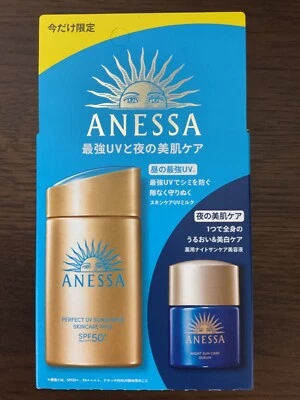 今だけ限定
ANESSA
最強UVと夜の美肌ケア
昼の最強UV*
最強UVでシミを防ぐ
隙なく守りぬく
スキンケアUVミルク
夜の美肌ケア
1つで全身の
うるおい&美白ケア
薬用ナイトサンケア美容液
ANESSA
PERFECT UV SUNSCREEN
SKINCARE MILK
SPF50+
ANESSA
NIGHT SUN CARE
SERUM